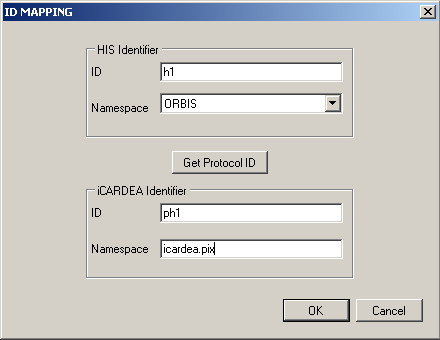 ID MAPPING
HIS Identifier
ID h1
Namespace ORBIS
Get Protocol ID
iCARDEA Identifier
ID ph1
Namespace icardea.pix
OK Cancel